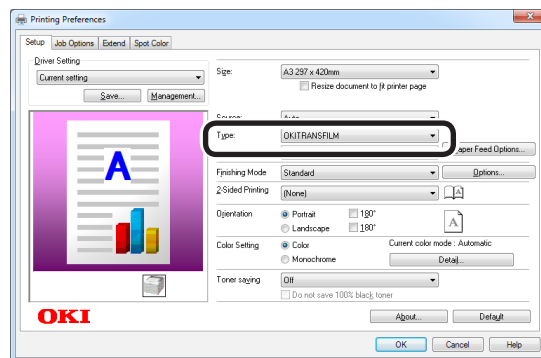 Printing Preferences
Setup Job Options Extend Spot Color
Driver Setting
Current setting
Save... Management...
Size: A3 297 x 420mm
Resize document to fit printer page
Source: Auto
Type: OKITRANSFILM
Paper Feed Options...
Finishing Mode Standard Options...
2-Sided Printing (None)
A
Orientation Portrait 180°
Landscape 180°
A
Color Setting Color Current color mode : Automatic
Monochrome Detail...
Toner saving Off
Do not save 100% black toner
A
OKI
About... Default
OK Cancel Help